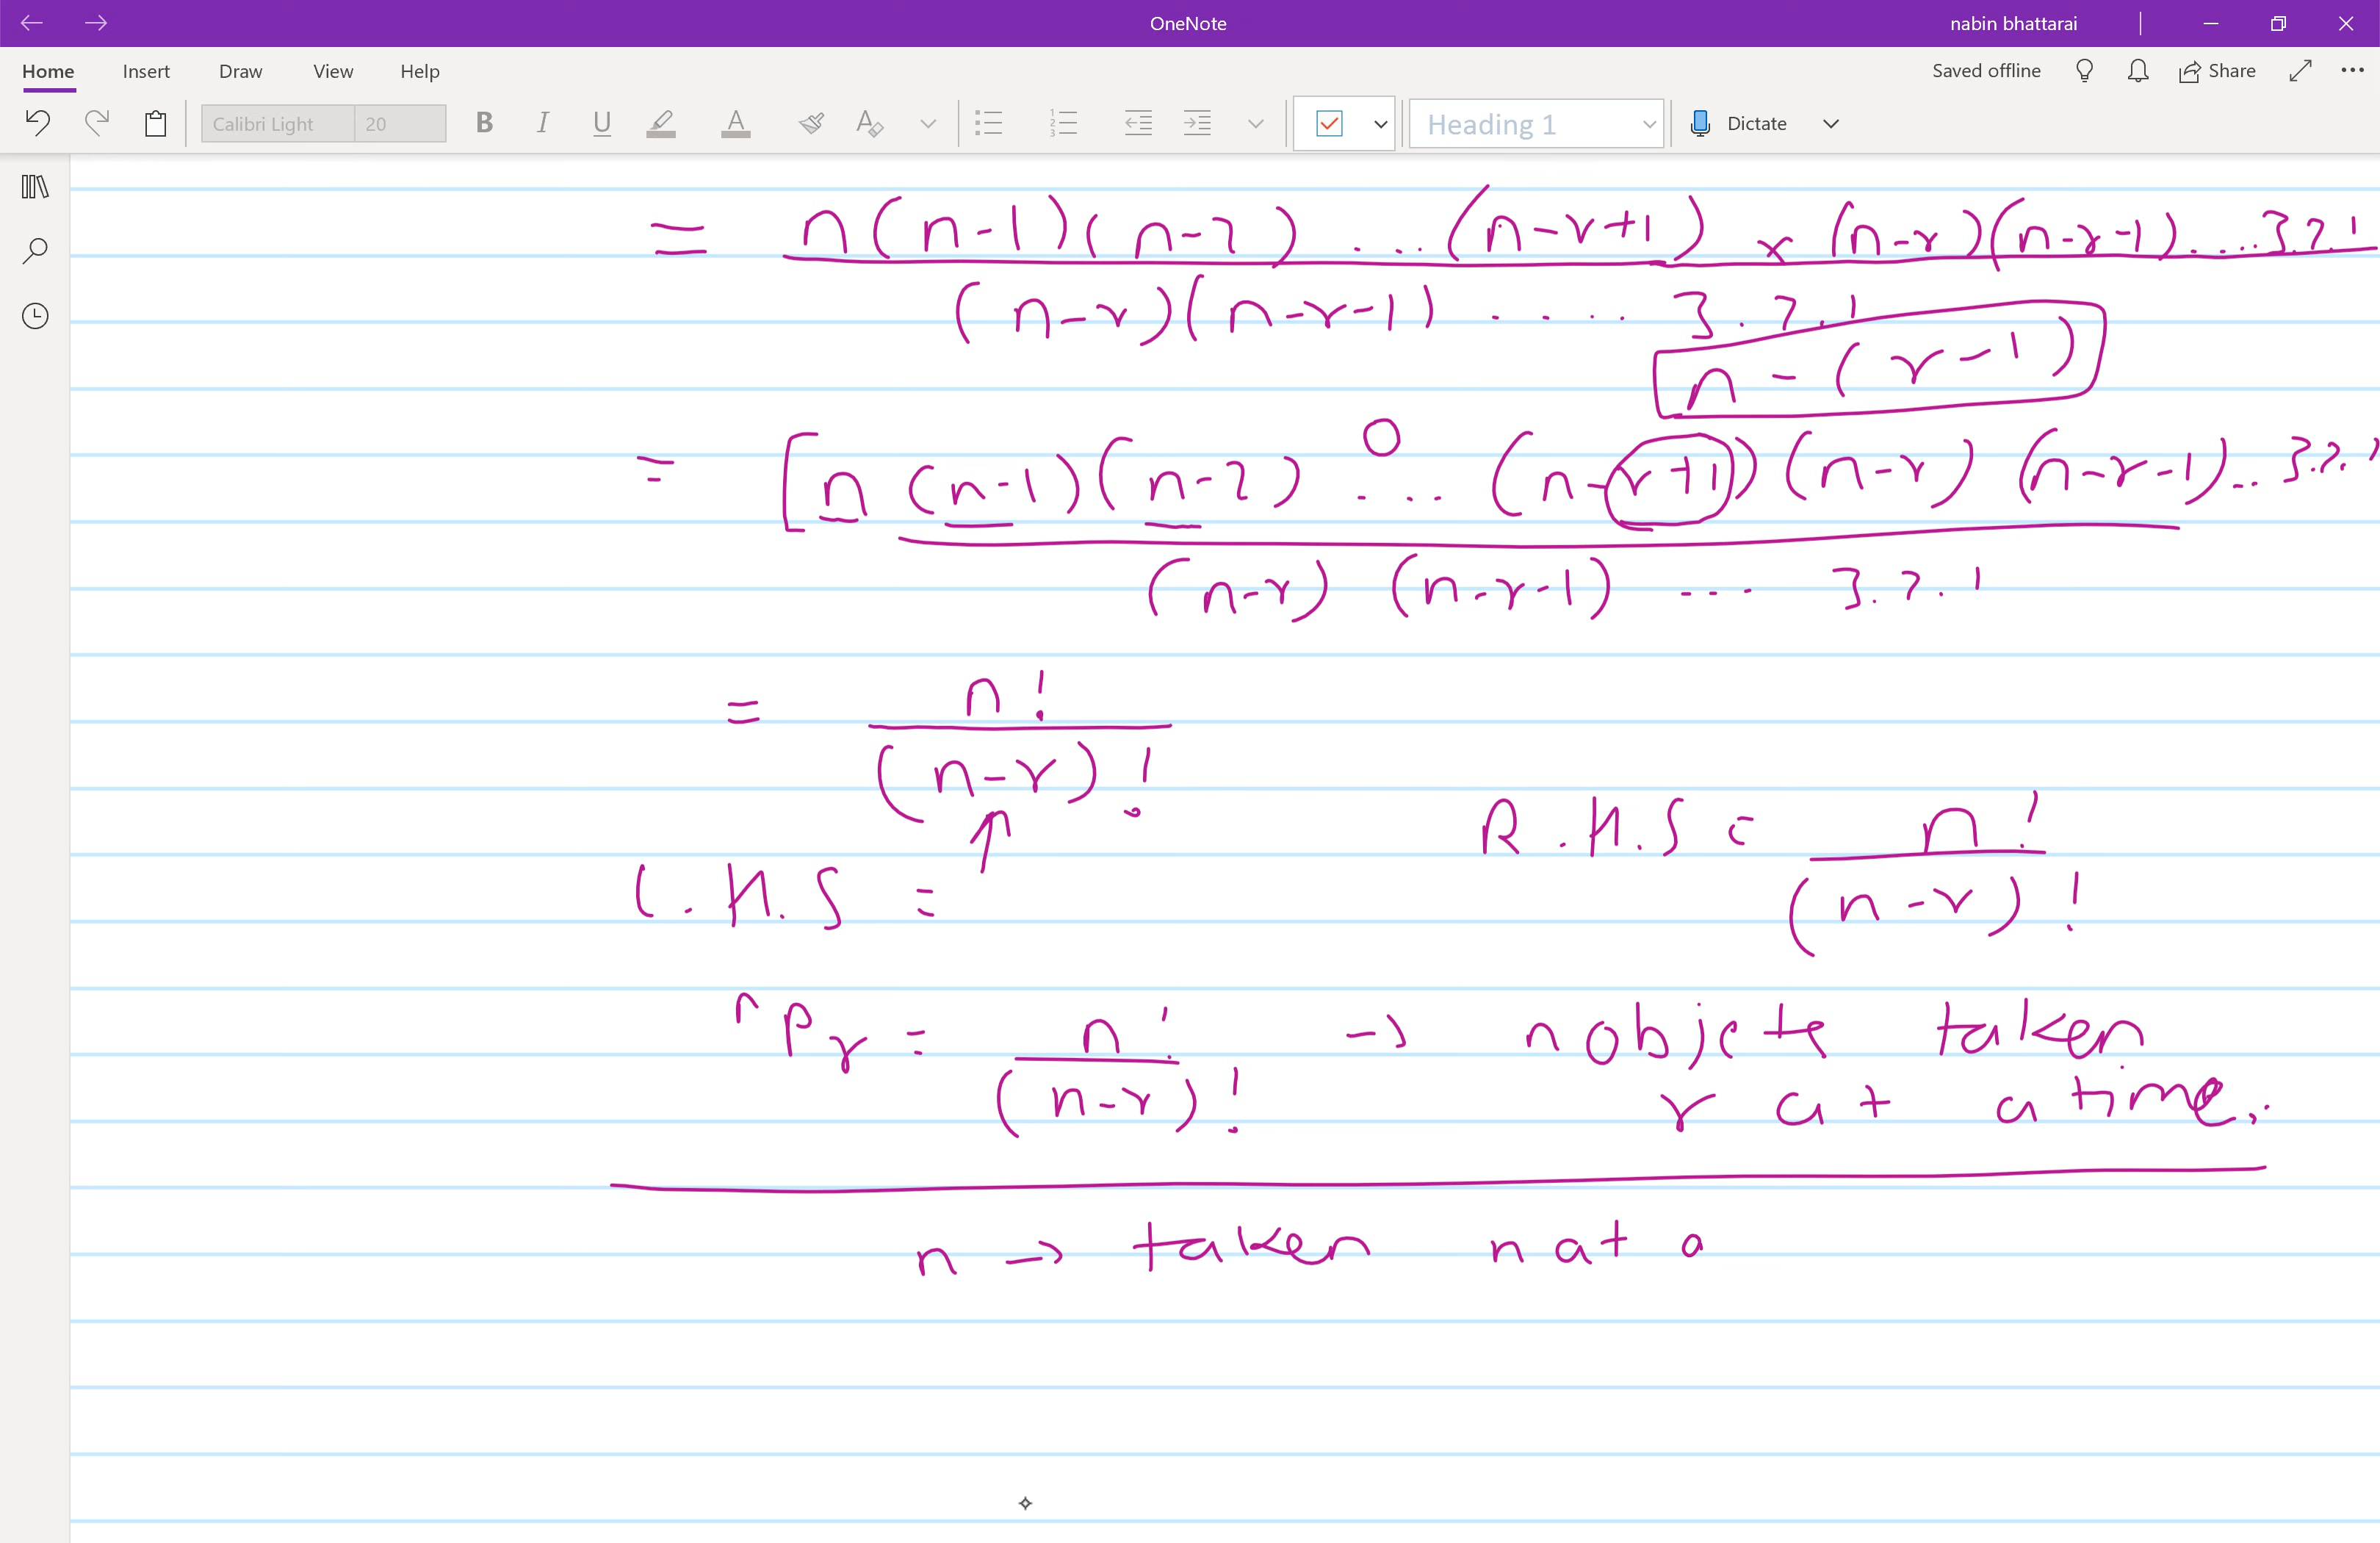 OneNote
nabin bhattarai
Home Insert Draw View Help
Saved offline Share
Calibri Light 20 B I U A A Heading 1 Dictate
= n(n-1)(n-2) .... (n-r+1) × (n-r)(n-r-1)....3.2.1
(n-r)(n-r-1) ..... 3.2.1
n - (r-1)
0
= [n (n-1)(n-2) ... (n-r+1)(n-r) (n-r-1)... 3.2.1
(n-r) (n-r-1) ... 3.2.1
= n!
(n-r)!
R.H.S = n!
(n-r)!
L.H.S =
nPr = n! → n objcts taken
(n-r)! r at a time.
n → taken n at a